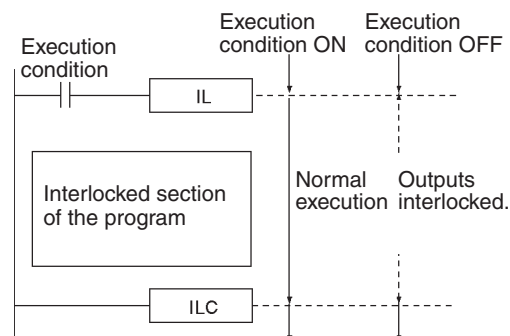 Execution
condition
Execution
condition ON
Execution
condition OFF
IL
Interlocked section
of the program
Normal
execution
Outputs
interlocked.
ILC